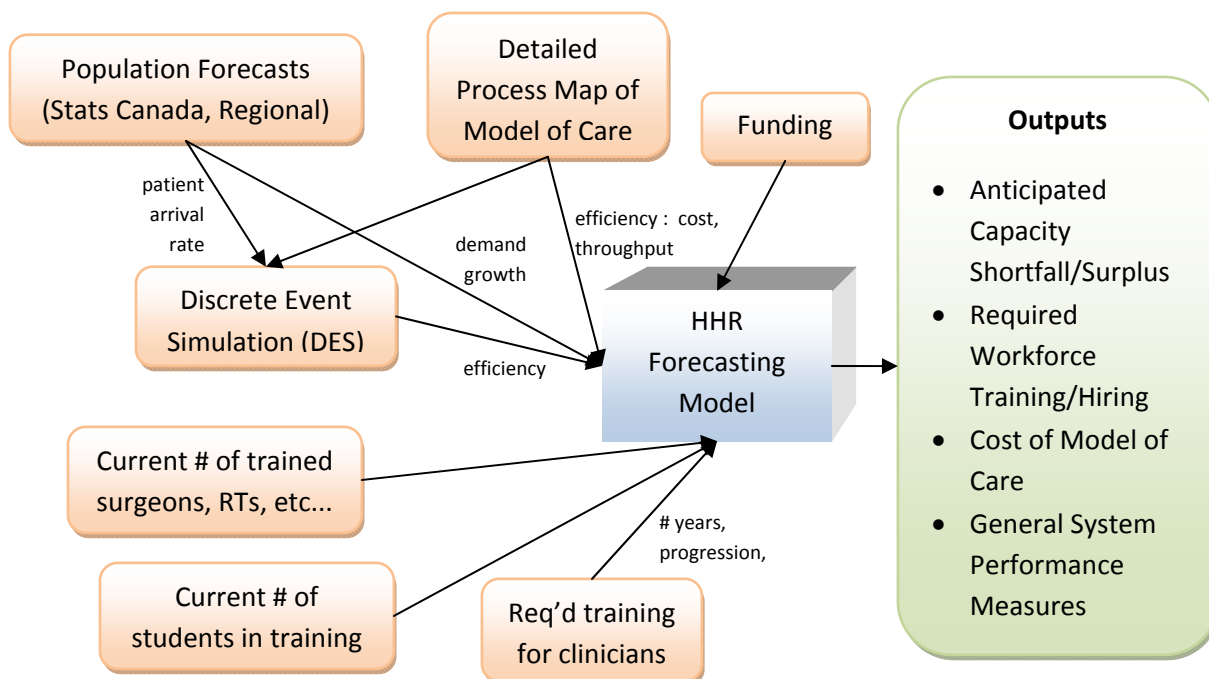 Population Forecasts
(Stats Canada, Regional)
Detailed
Process Map of
Model of Care
Funding
patient
arrival
rate
demand
growth
efficiency : cost,
throughput
Discrete Event
Simulation (DES)
efficiency
HHR
Forecasting
Model
Current # of trained
surgeons, RTs, etc...
Current # of
students in training
# years,
progression,
Req'd training
for clinicians
Outputs
• Anticipated
Capacity
Shortfall/Surplus
• Required
Workforce
Training/Hiring
• Cost of Model of
Care
• General System
Performance
Measures